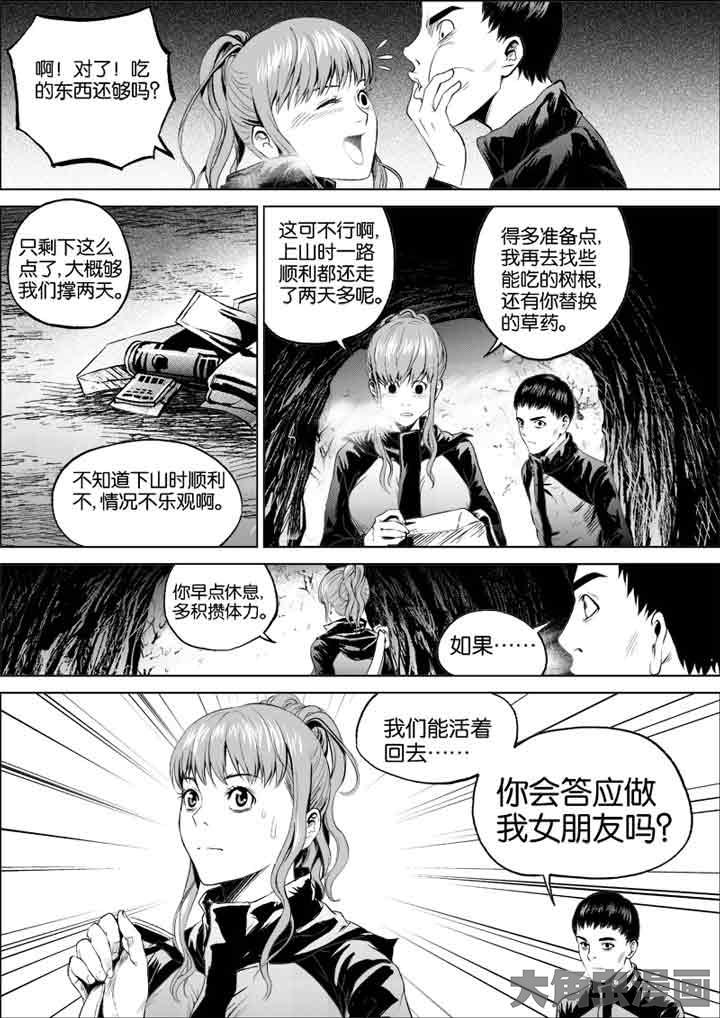 啊！对了！吃
的东西还够吗？
只剩下这么
点了，大概够
我们撑两天。
不知道下山时顺利
不，情况不乐观啊。
这可不行啊，
上山时一路
顺利都还走
了两天多呢。
得多准备点，
我再去找些
能吃的树根，
还有你替换
的草药。
你早点休息，
多积攒体力。
如果……
我们能活着
回去……
你会答应做
我女朋友吗？
大角虫漫画